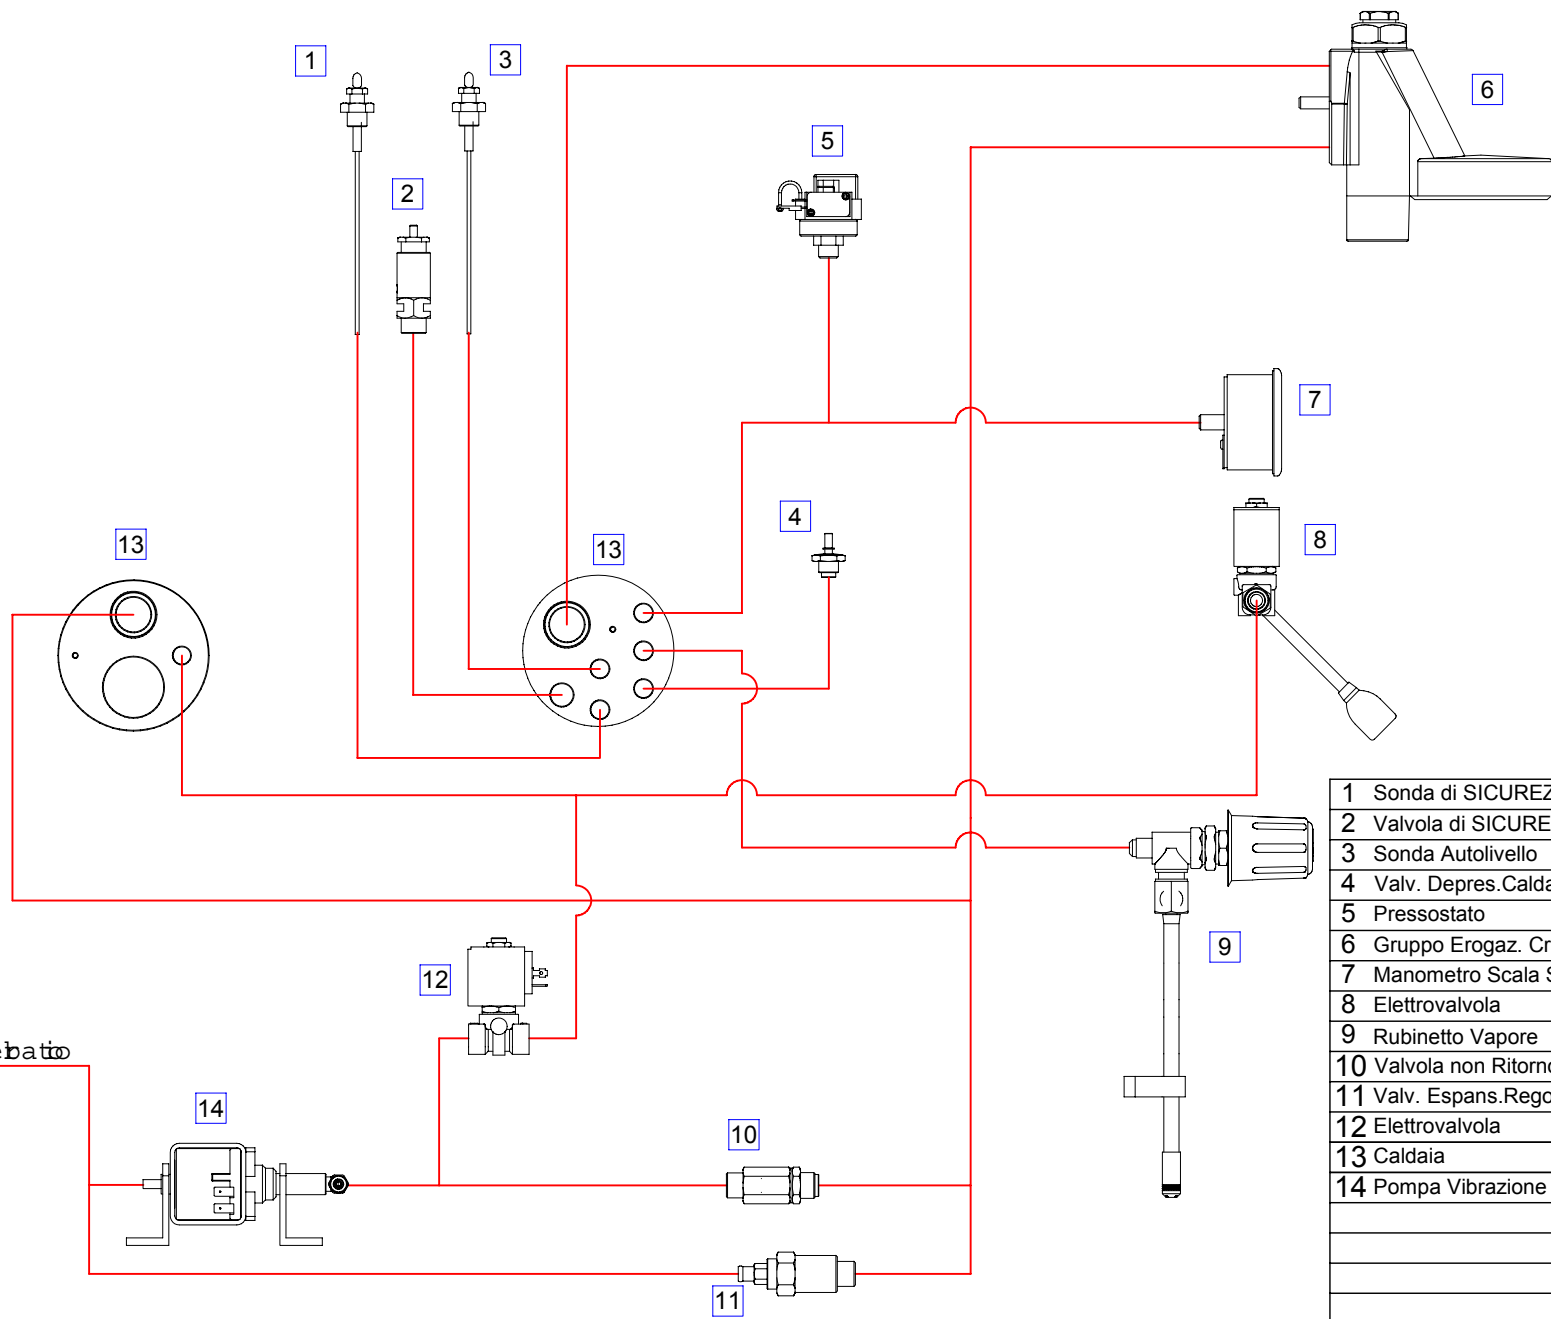 1
3
6
5
2
7
4
8
13
13
9
12
14
10
11
1 Sonda di SICUREZ
2 Valvola di SICURE
3 Sonda Autolivello
4 Valv. Depres.Calda
5 Pressostato
6 Gruppo Erogaz. Cr
7 Manometro Scala S
8 Elettrovalvola
9 Rubinetto Vapore
10 Valvola non Ritorno
11 Valv. Espans.Rego
12 Elettrovalvola
13 Caldaia
14 Pompa Vibrazione